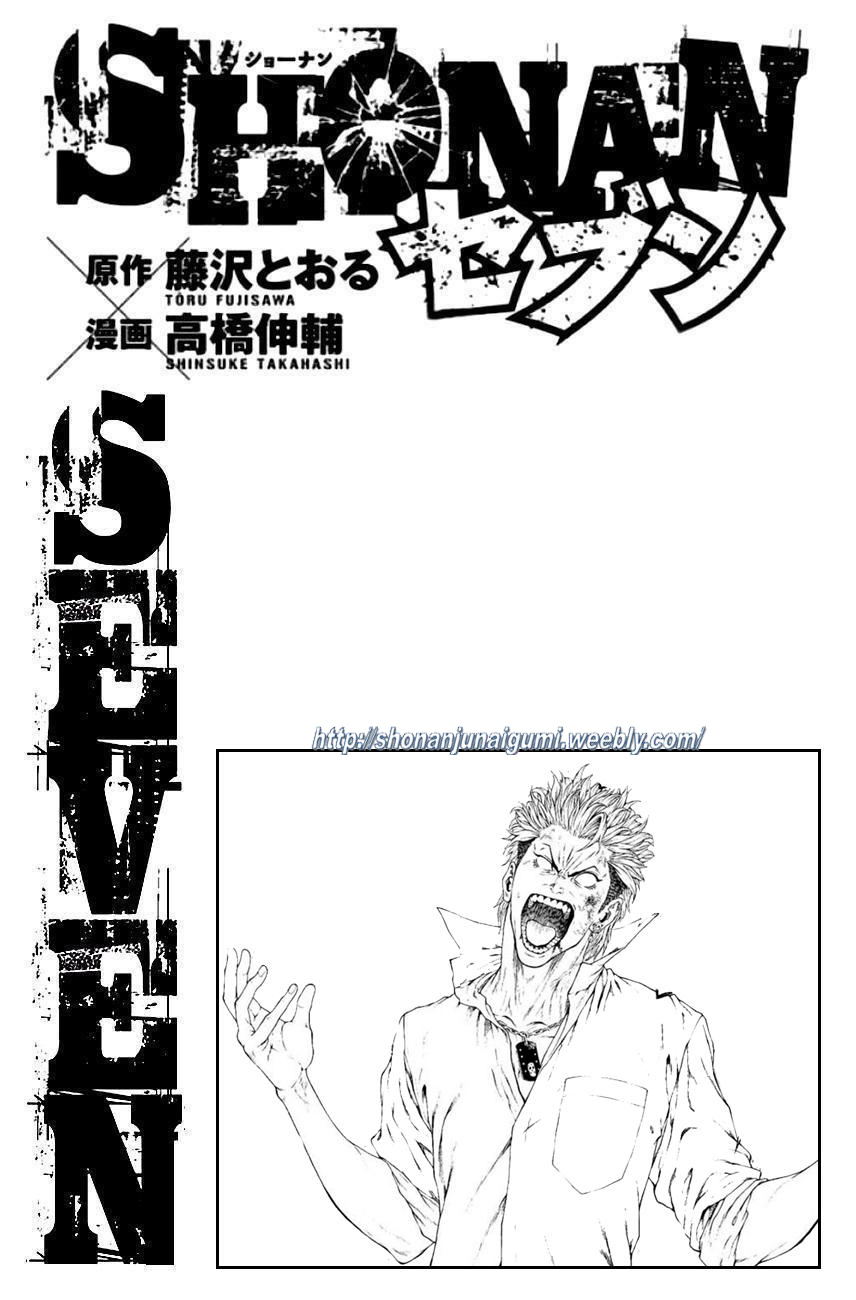 ショーナン
SHONAN
セブン
原作 藤沢とおる
TŌRU FUJISAWA
漫画 高橋伸輔
SHINSUKE TAKAHASHI
SEVEN
http://shonanjunaigumi.weebly.com/